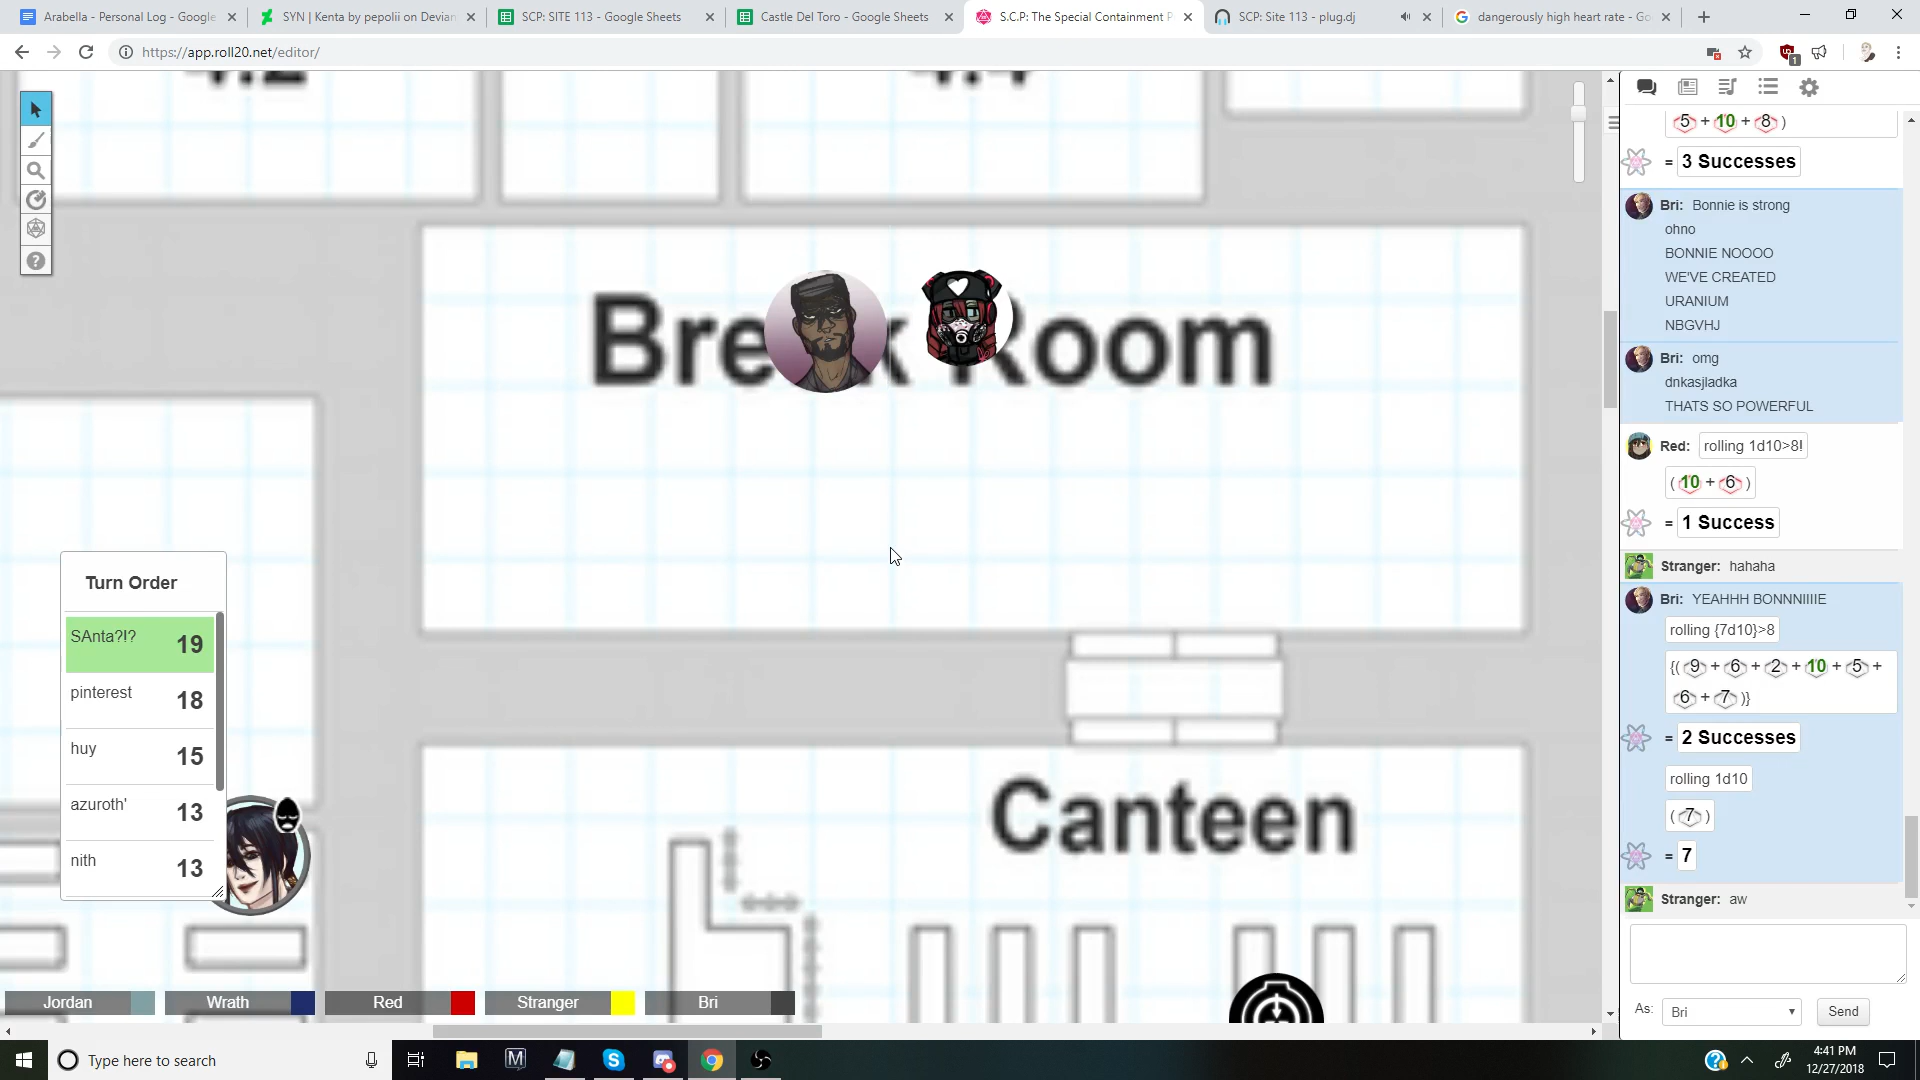 Arabella - Personal Log - Google
SYN | Kenta by pepolii on Devian
SCP: SITE 113 - Google Sheets
Castle Del Toro - Google Sheets
S.C.P: The Special Containment P
SCP: Site 113 - plug.dj
dangerously high heart rate - Go
https://app.roll20.net/editor/
1
4.2
4.4
Break Room
Canteen
Turn Order
SAnta?!? 19
pinterest 18
huy 15
azuroth' 13
nith 13
Jordan
Wrath
Red
Stranger
Bri
5 + 10 + 8 )
= 3 Successes
Bri: Bonnie is strong
ohno
BONNIE NOOOO
WE'VE CREATED
URANIUM
NBGVHJ
Bri: omg
dnkasjladka
THATS SO POWERFUL
Red: rolling 1d10>8!
( 10 + 6 )
= 1 Success
Stranger: hahaha
Bri: YEAHHH BONNNIIIIE
rolling {7d10}>8
{( 9 + 6 + 2 + 10 + 5 +
6 + 7 )}
= 2 Successes
rolling 1d10
( 7 )
= 7
Stranger: aw
As: Bri
Send
Type here to search
4:41 PM
12/27/2018